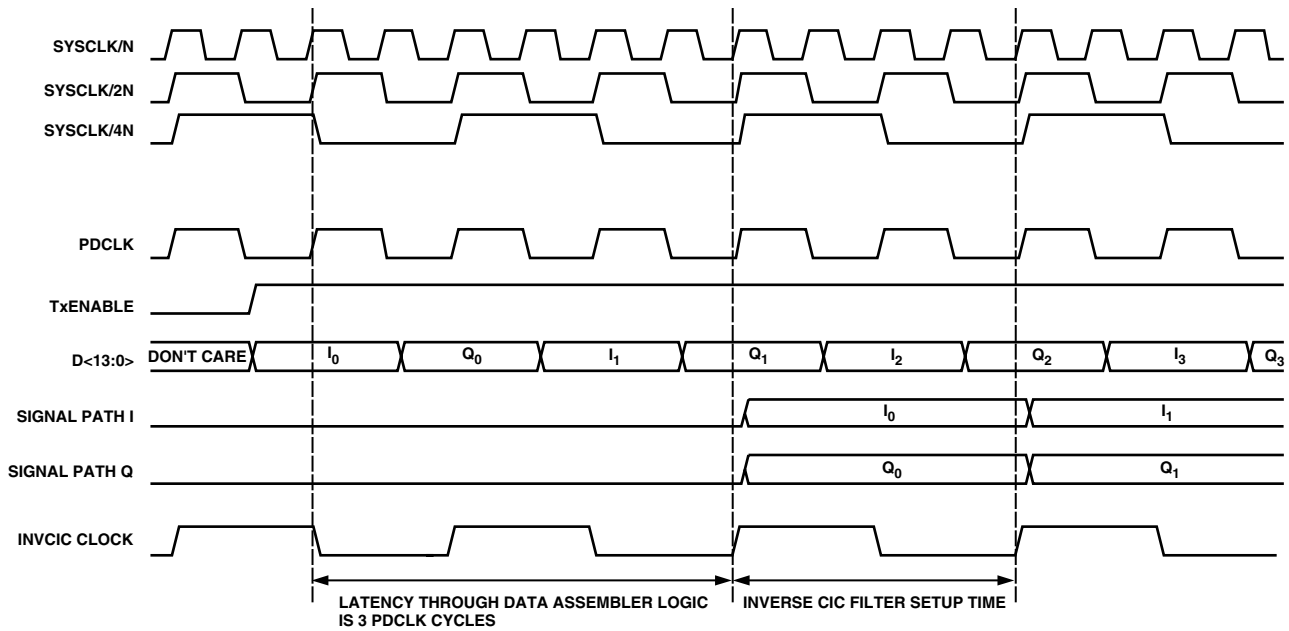 SYSCLK/N
SYSCLK/2N
SYSCLK/4N
PDCLK
TxENABLE
D<13:0> DON'T CARE I0 Q0 I1 Q1 I2 Q2 I3 Q3
SIGNAL PATH I I0 I1
SIGNAL PATH Q Q0 Q1
INVCIC CLOCK
LATENCY THROUGH DATA ASSEMBLER LOGIC
IS 3 PDCLK CYCLES
INVERSE CIC FILTER SETUP TIME